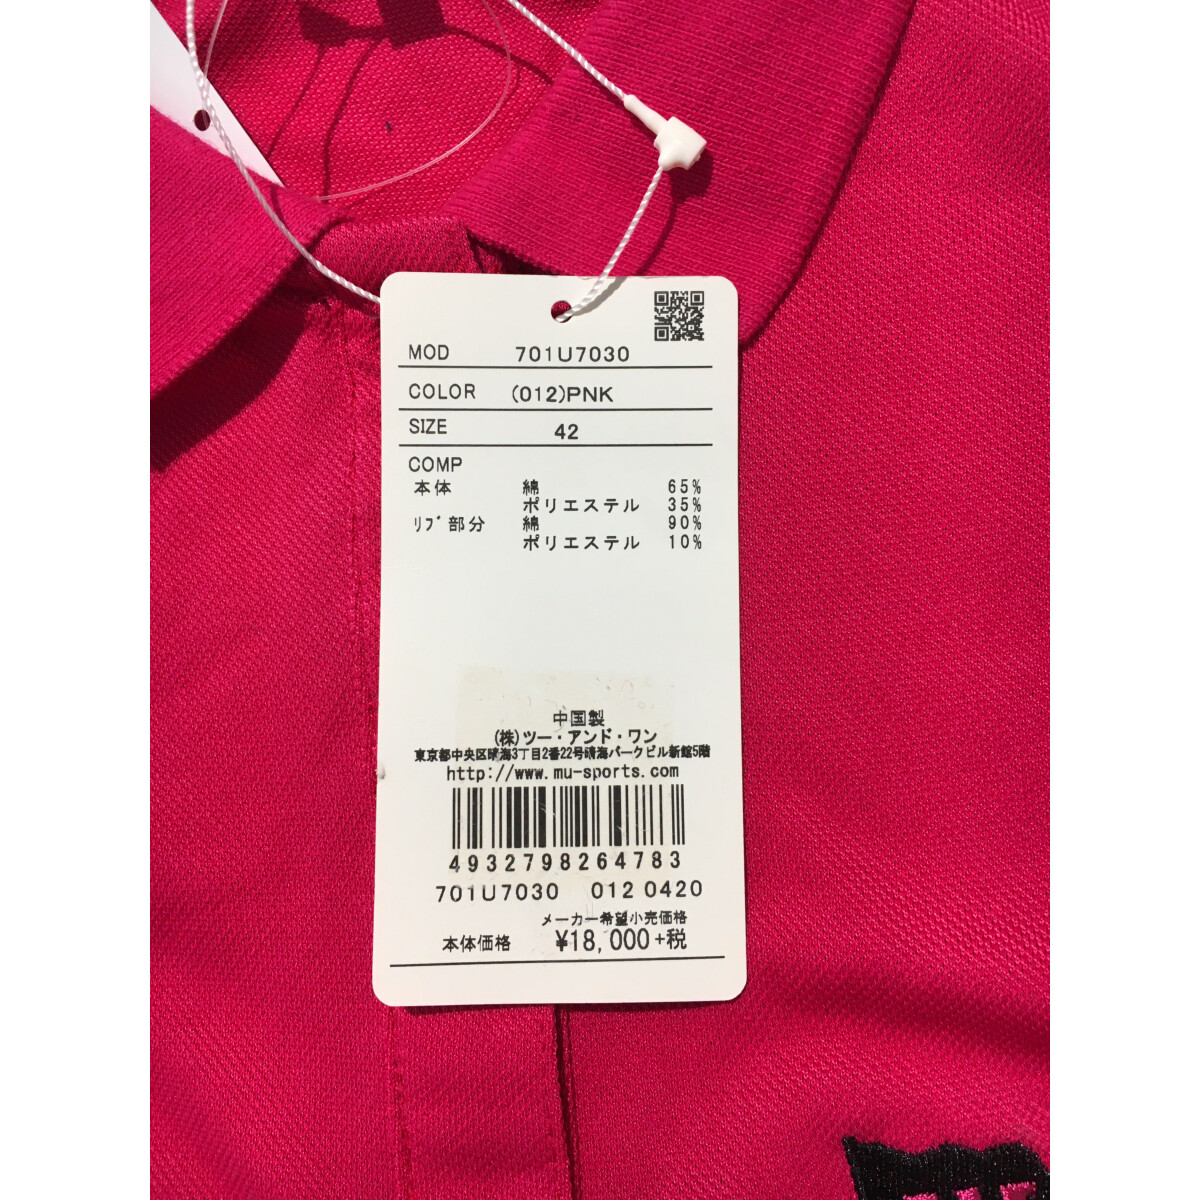 MOD 701U7030
COLOR (012)PNK
SIZE 42
COMP
本体 綿 65%
ポリエステル 35%
ﾘﾌﾞ部分 綿 90%
ポリエステル 10%
中国製
(株)ツー・アンド・ワン
東京都中央区晴海3丁目2番22号晴海パークビル新館5階
http://www.mu-sports.com
4932798264783
701U7030 012 0420
メーカー希望小売価格
本体価格 ¥18,000+税